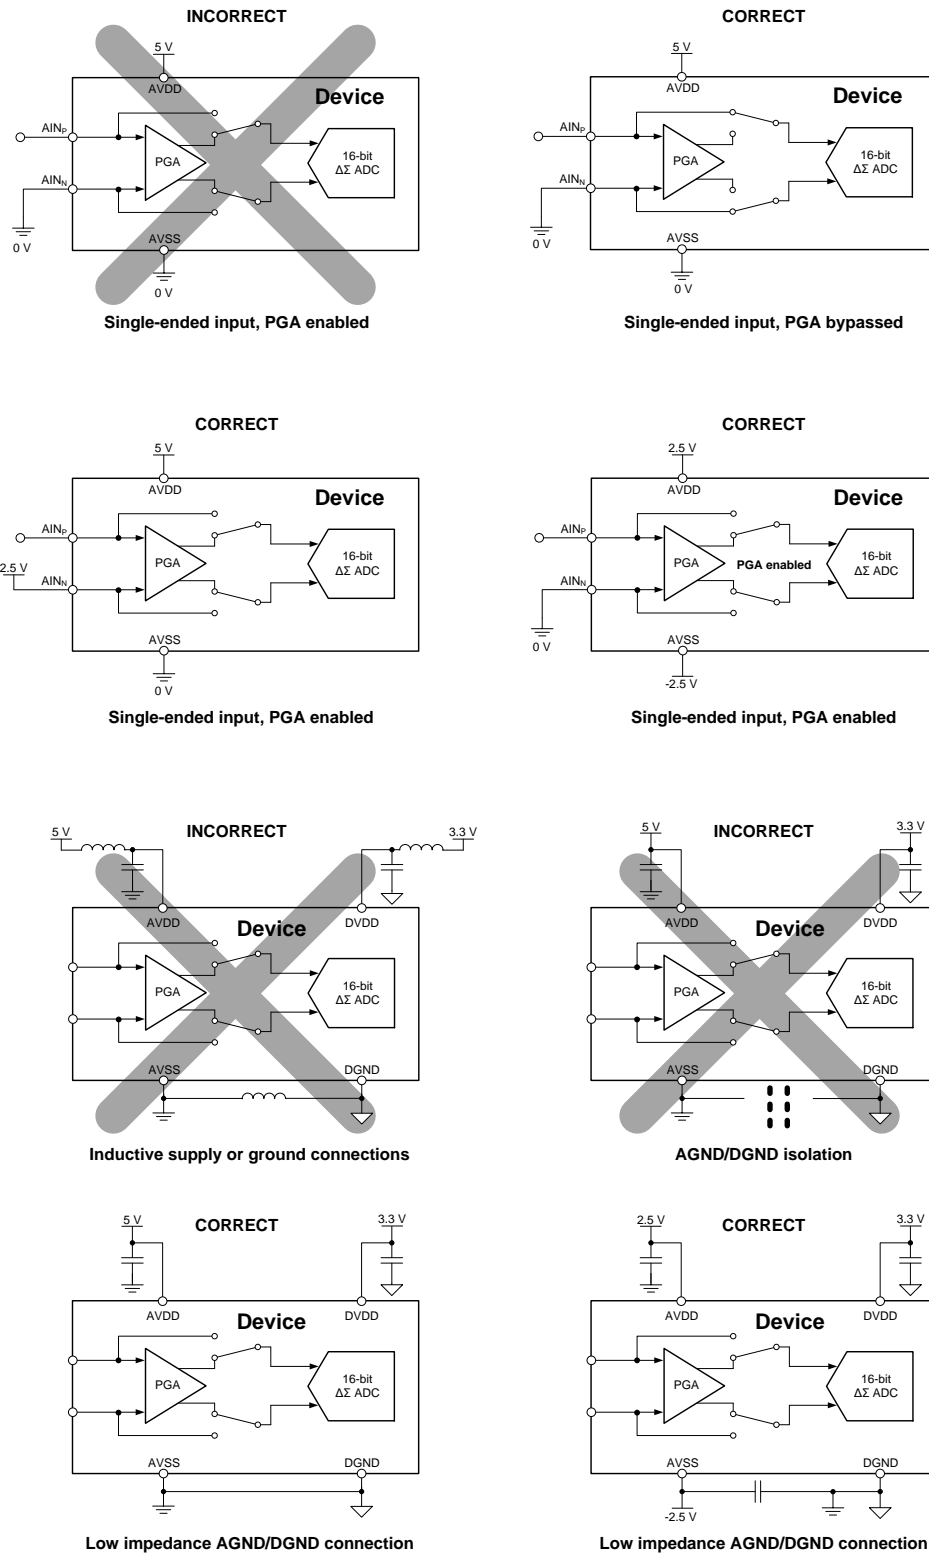 INCORRECT
5 V
AVDD
Device
AINP
PGA
16-bit
ΔΣ ADC
AINN
0 V
AVSS
0 V
Single-ended input, PGA enabled
CORRECT
5 V
AVDD
Device
AINP
PGA
16-bit
ΔΣ ADC
AINN
0 V
AVSS
0 V
Single-ended input, PGA bypassed
CORRECT
5 V
AVDD
Device
AINP
PGA
16-bit
ΔΣ ADC
2.5 V
AINN
AVSS
0 V
Single-ended input, PGA enabled
CORRECT
2.5 V
AVDD
Device
AINP
PGA
PGA enabled
16-bit
ΔΣ ADC
AINN
0 V
AVSS
-2.5 V
Single-ended input, PGA enabled
INCORRECT
5 V
3.3 V
AVDD
Device
DVDD
PGA
16-bit
ΔΣ ADC
AVSS
DGND
Inductive supply or ground connections
INCORRECT
5 V
3.3 V
AVDD
Device
DVDD
PGA
16-bit
ΔΣ ADC
AVSS
DGND
AGND/DGND isolation
CORRECT
5 V
3.3 V
AVDD
Device
DVDD
PGA
16-bit
ΔΣ ADC
AVSS
DGND
Low impedance AGND/DGND connection
CORRECT
2.5 V
3.3 V
AVDD
Device
DVDD
PGA
16-bit
ΔΣ ADC
AVSS
DGND
-2.5 V
Low impedance AGND/DGND connection